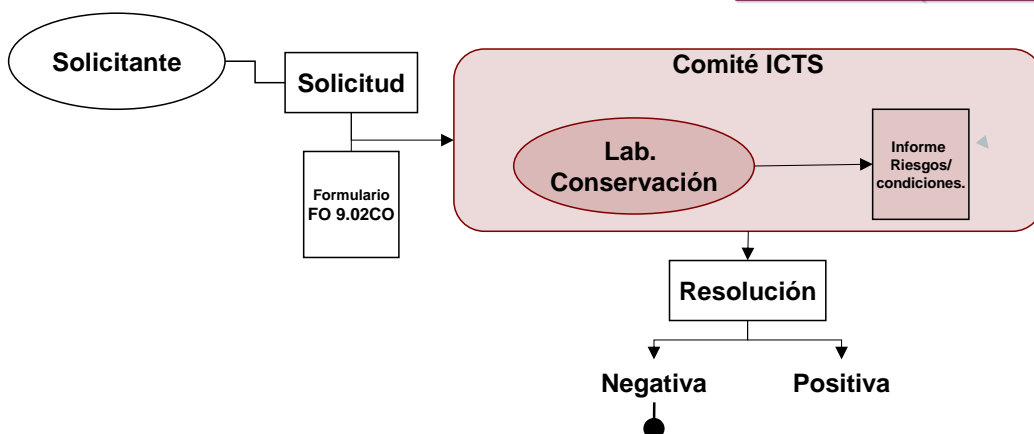 Solicitante
Solicitud
Formulario
FO 9.02CO
Comité ICTS
Lab.
Conservación
Informe
Riesgos/
condiciones.
Resolución
Negativa
Positiva